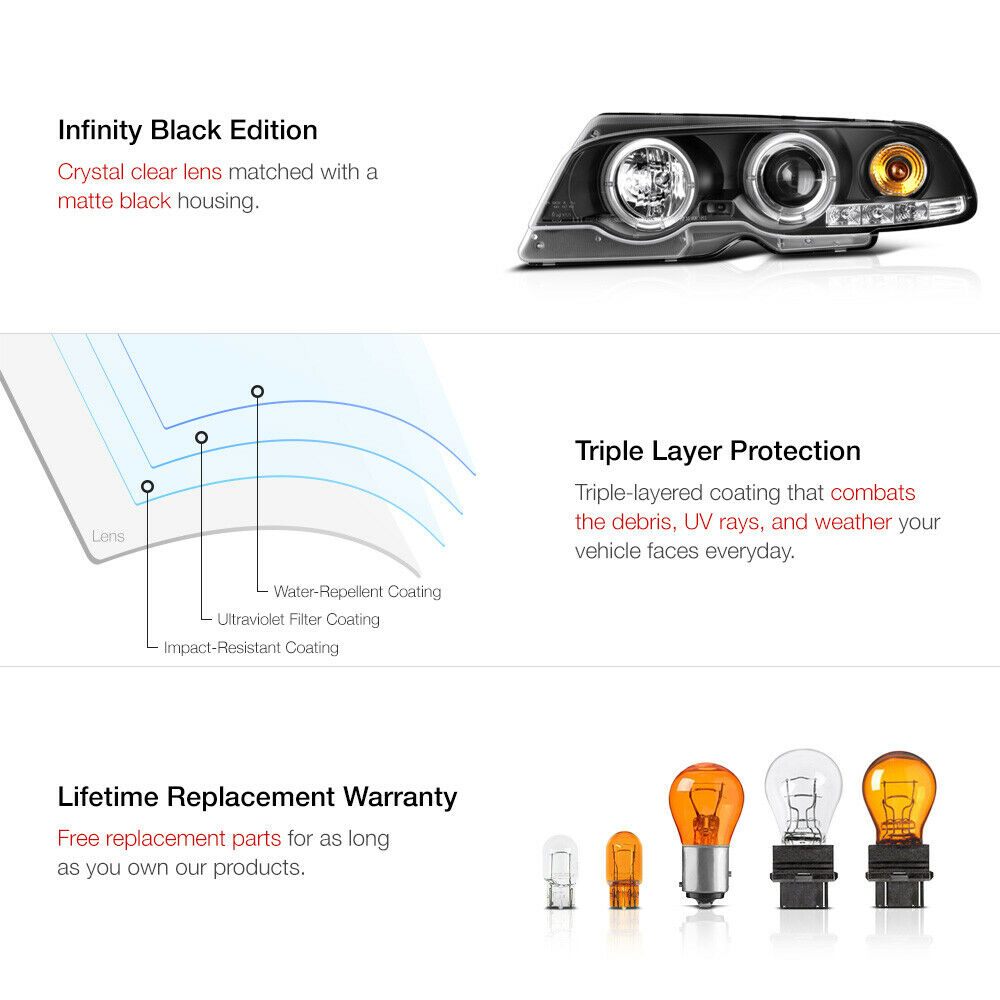 Infinity Black Edition
Crystal clear lens matched with a
matte black housing.
Lens
Water-Repellent Coating
Ultraviolet Filter Coating
Impact-Resistant Coating
Triple Layer Protection
Triple-layered coating that combats
the debris, UV rays, and weather your
vehicle faces everyday.
Lifetime Replacement Warranty
Free replacement parts for as long
as you own our products.